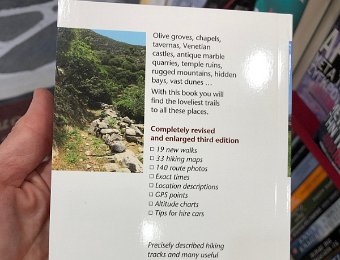 Olive groves, chapels,
tavernas, Venetian
castles, antique marble
quarries, temple ruins,
rugged mountains, hidden
bays, vast dunes ...
With this book you will
find the loveliest trails
to all these places.
Completely revised
and enlarged third edition
□ 19 new walks
□ 33 hiking maps
□ 140 route photos
□ Exact times
□ Location descriptions
□ GPS points
□ Altitude charts
□ Tips for hire cars
Precisely described hiking
tracks and many useful